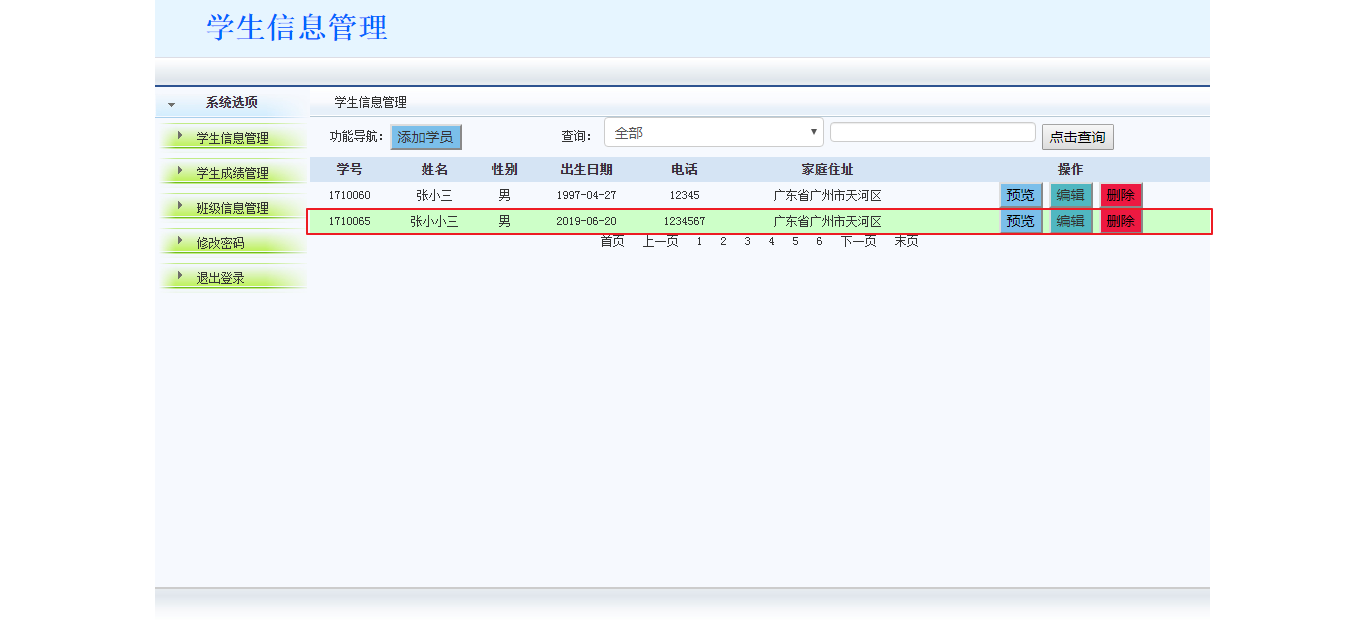 学生信息管理
系统选项
学生信息管理
学生成绩管理
班级信息管理
修改密码
退出登录
学生信息管理
功能导航： 添加学员 查询： 全部 点击查询
学号 姓名 性别 出生日期 电话 家庭住址 操作
1710060 张小三 男 1997-04-27 12345 广东省广州市天河区 预览 编辑 删除
1710065 张小小三 男 2019-06-20 1234567 广东省广州市天河区 预览 编辑 删除
首页 上一页 1 2 3 4 5 6 下一页 末页